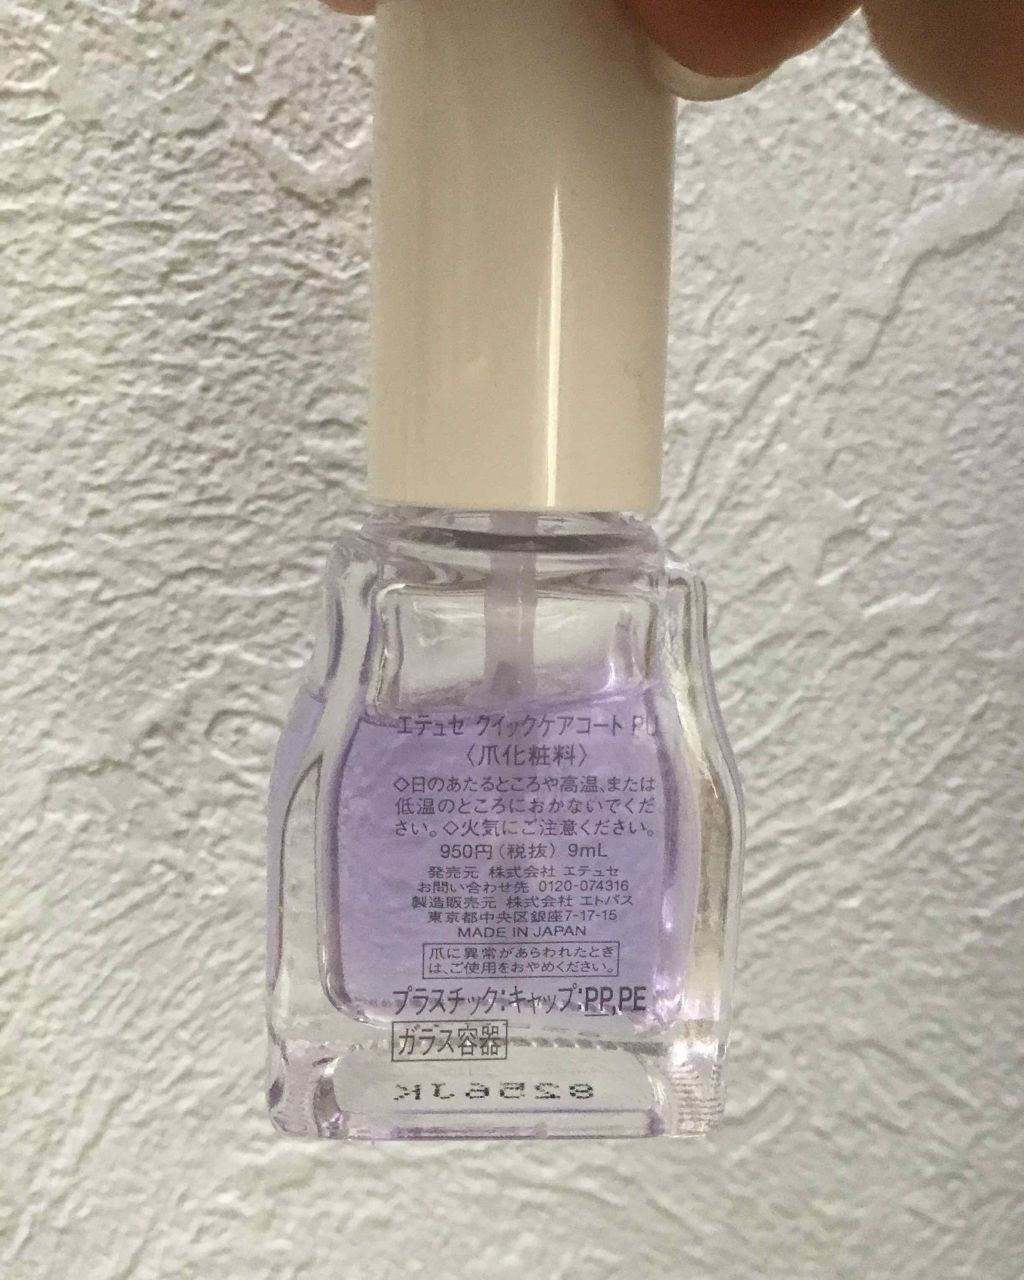 エテュセ クイックケアコート PU
〈爪化粧料〉
◇日のあたるところや高温、または
低温のところにおかないでくだ
さい。◇火気にご注意ください。
950円(税抜) 9mL
発売元 株式会社 エテュセ
お問い合わせ先 0120-074316
製造販売元 株式会社 エトバス
東京都中央区銀座7-17-15
MADE IN JAPAN
爪に異常があらわれたとき
は、ご使用をおやめください。
プラスチック:キャップ:PP,PE
ガラス容器